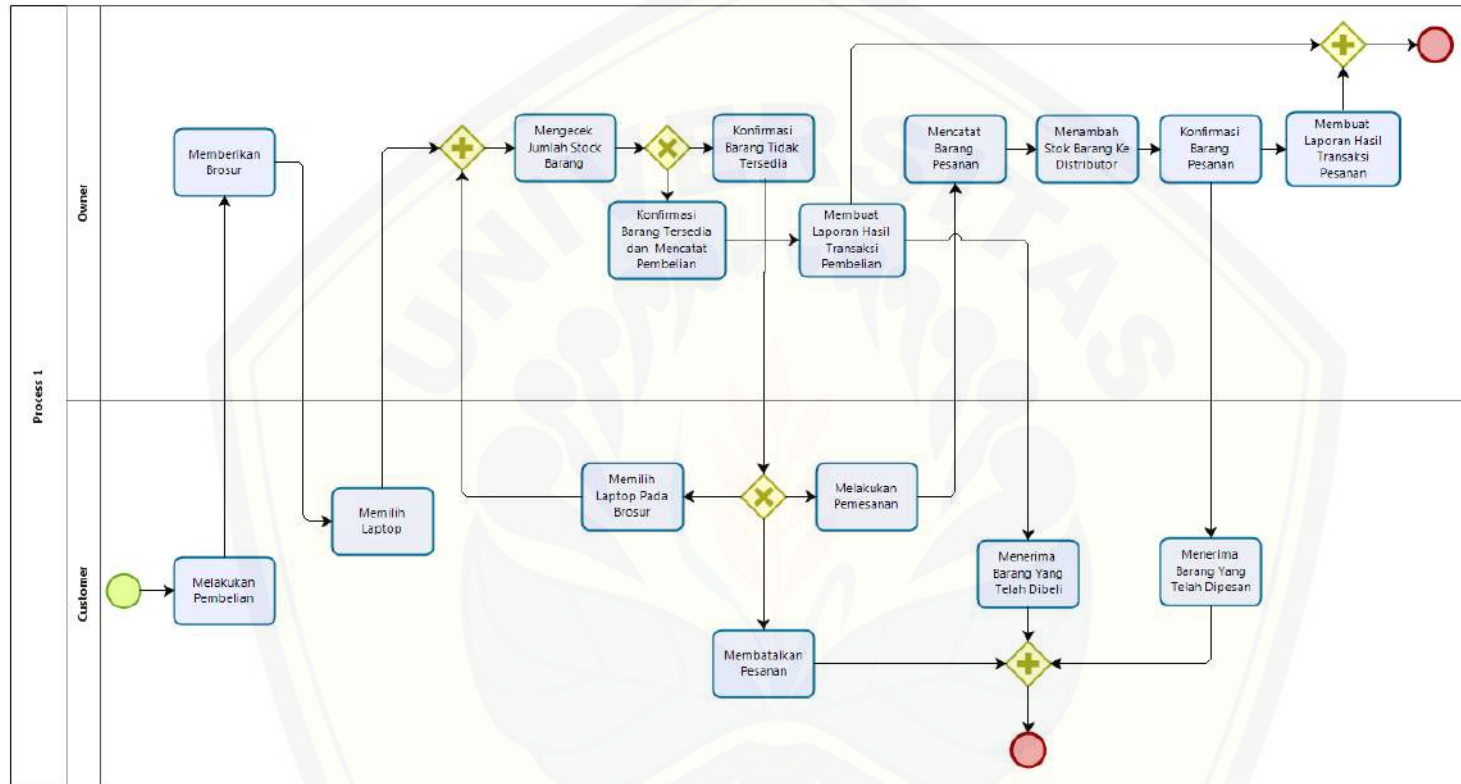 Process 1
Owner
Customer
Memberikan
Brosur
Mengecek
Jumlah Stock
Barang
Konfirmasi
Barang Tidak
Tersedia
Konfirmasi
Barang Tersedia
dan Mencatat
Pembelian
Membuat
Laporan Hasil
Transaksi
Pembelian
Mencatat
Barang
Pesanan
Menambah
Stok Barang Ke
Distributor
Konfirmasi
Barang
Pesanan
Membuat
Laporan Hasil
Transaksi
Pesanan
Melakukan
Pembelian
Memilih
Laptop
Memilih
Laptop Pada
Brosur
Melakukan
Pemesanan
Membatalkan
Pesanan
Menerima
Barang Yang
Telah Dibeli
Menerima
Barang Yang
Telah Dipesan
UNIVERSITAS